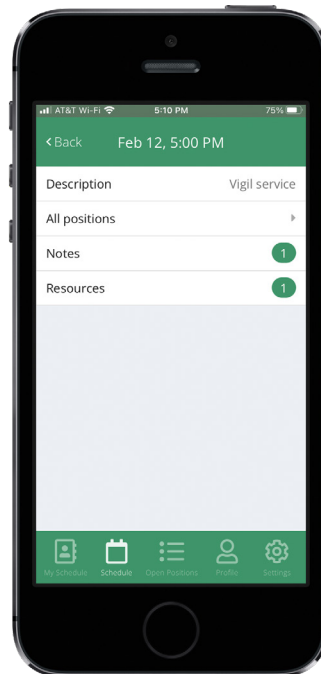 AT&T Wi-Fi 5:10 PM 75%
Back Feb 12, 5:00 PM
Description Vigil service
All positions
Notes 1
Resources 1
My Schedule Schedule Open Positions Profile Settings